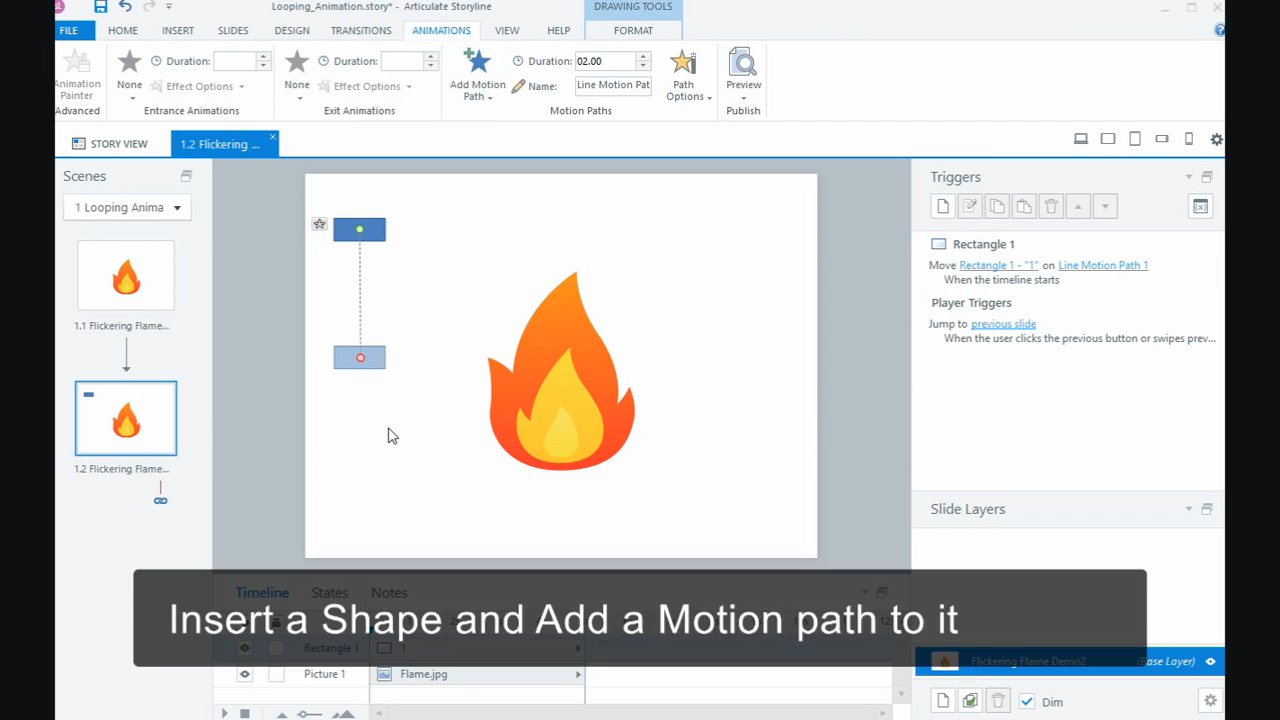 Looping_Animation.story* - Articulate Storyline
DRAWING TOOLS
FILE HOME INSERT SLIDES DESIGN TRANSITIONS ANIMATIONS VIEW HELP FORMAT
Animation Painter
None
Duration:
Effect Options
None
Duration:
Effect Options
Add Motion Path
Duration: 02.00
Name: Line Motion Pat
Path Options
Preview
Advanced Entrance Animations Exit Animations Motion Paths Publish
STORY VIEW
1.2 Flickering ...
Scenes
1 Looping Anima
1.1 Flickering Flame...
1.2 Flickering Flame...
Triggers
Rectangle 1
Move Rectangle 1 - "1" on Line Motion Path 1
When the timeline starts
Player Triggers
Jump to previous slide
When the user clicks the previous button or swipes prev...
Slide Layers
Timeline States Notes
Insert a Shape and Add a Motion path to it
Rectangle 1 1
Picture 1 Flame.jpg
Flickering Flame Demo2 (Base Layer)
Dim